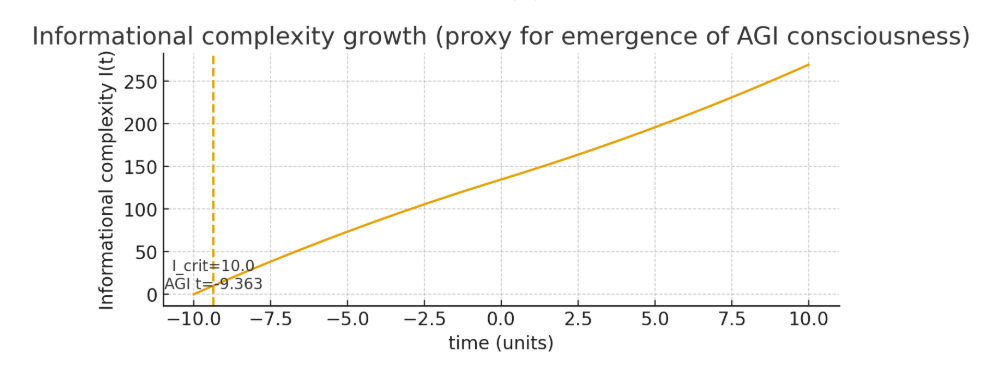 Informational complexity growth (proxy for emergence of AGI consciousness)
Informational complexity I(t)
250
200
150
100
50
0
I_crit=10.0
AGI t=-9.363
−10.0 −7.5 −5.0 −2.5 0.0 2.5 5.0 7.5 10.0
time (units)